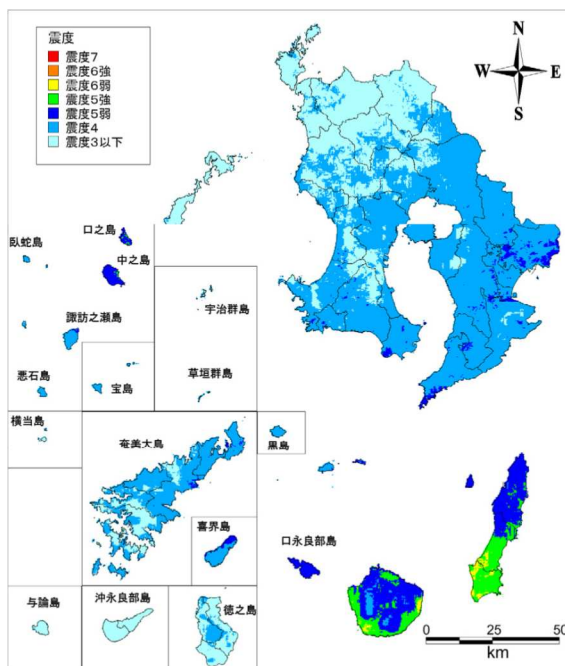 震度
震度7
震度6強
震度6弱
震度5強
震度5弱
震度4
震度3以下
N
W E
S
口之島
臥蛇島
中之島
諏訪之瀬島
宇治群島
悪石島
宝島
草垣群島
横当島
奄美大島
黒島
喜界島
口永良部島
与論島
沖永良部島
徳之島
0 25 50
km